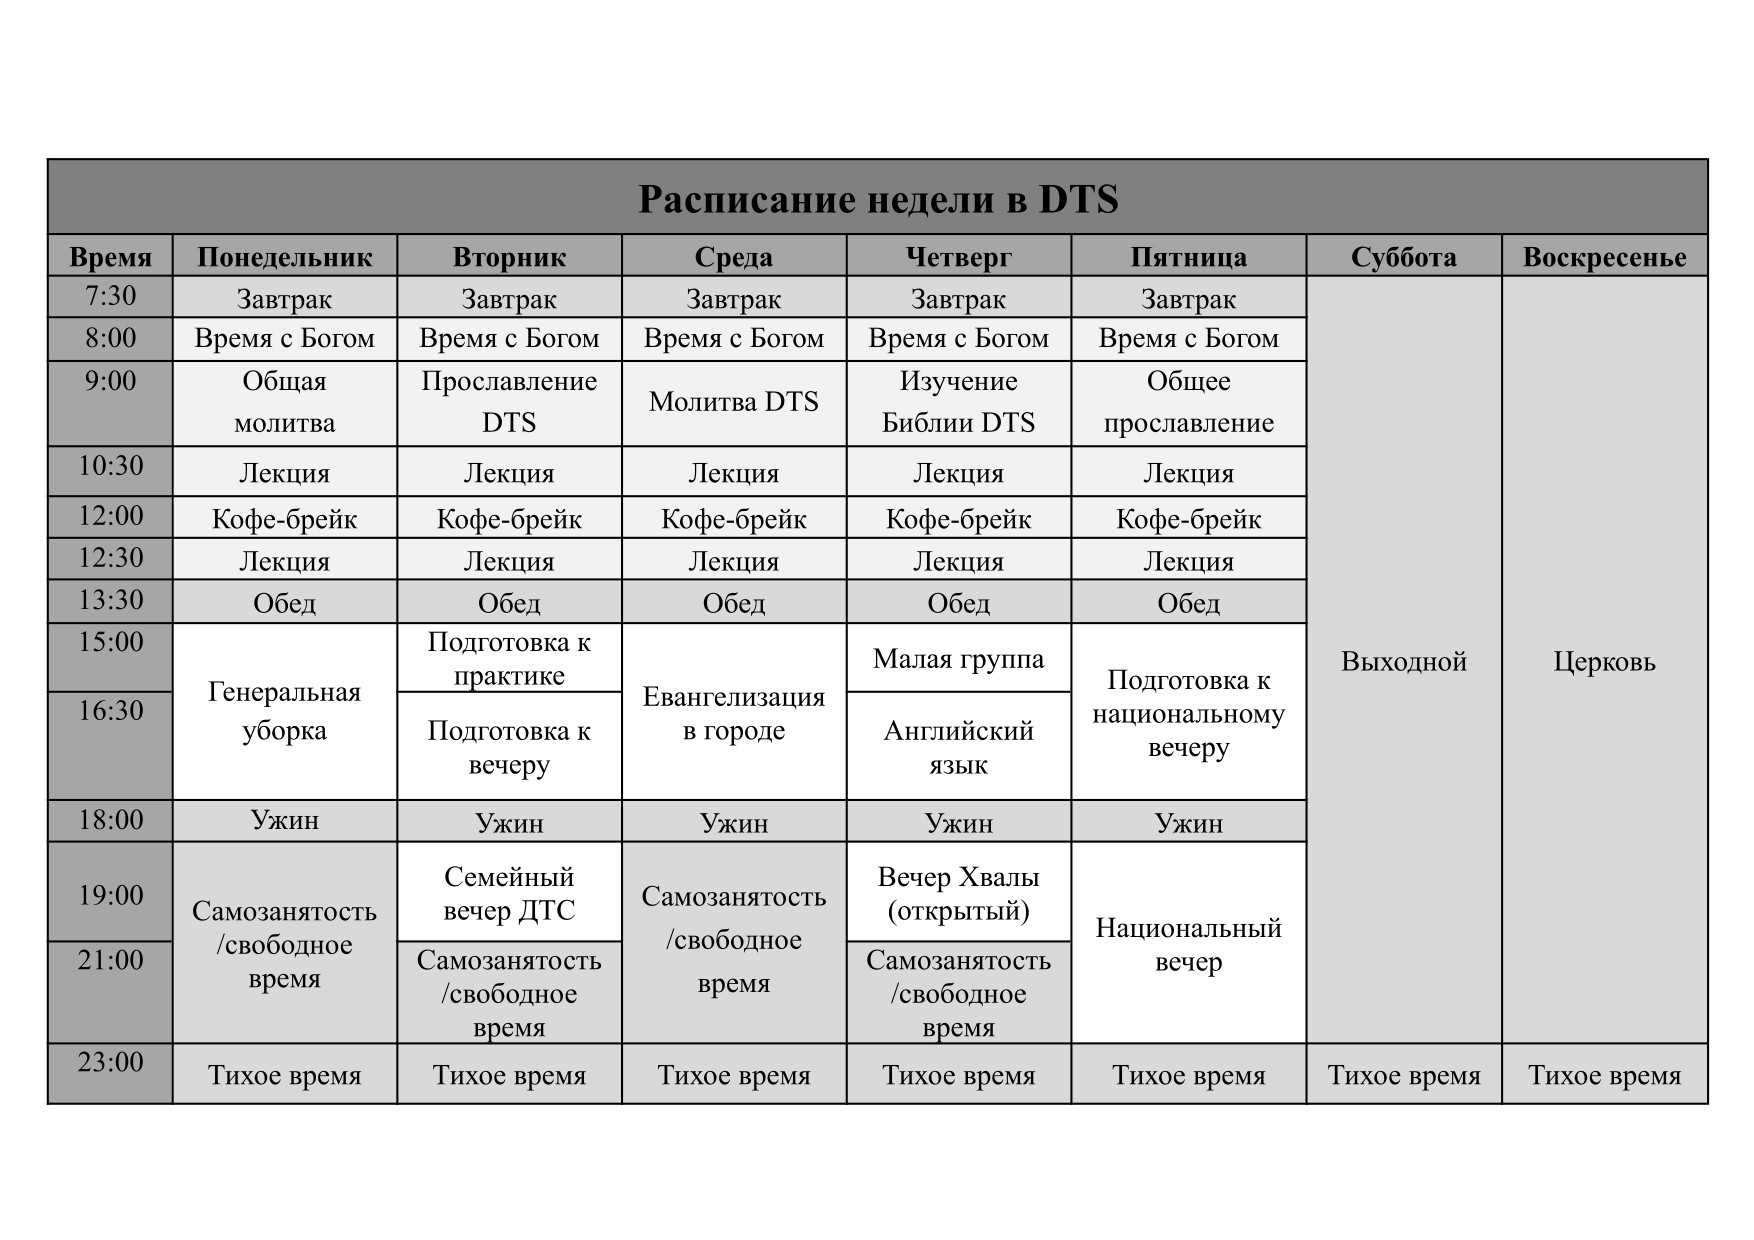 Расписание недели в DTS
Время Понедельник Вторник Среда Четверг Пятница Суббота Воскресенье
7:30 Завтрак Завтрак Завтрак Завтрак Завтрак
8:00 Время с Богом Время с Богом Время с Богом Время с Богом Время с Богом
9:00 Общая Прославление Изучение Общее
Молитва DTS
молитва DTS Библии DTS прославление
10:30 Лекция Лекция Лекция Лекция Лекция
12:00 Кофе-брейк Кофе-брейк Кофе-брейк Кофе-брейк Кофе-брейк
12:30 Лекция Лекция Лекция Лекция Лекция
13:30 Обед Обед Обед Обед Обед
15:00
Генеральная
уборка
Подготовка к
практике
Евангелизация
в городе
Малая группа
Подготовка к
национальному
вечеру
Выходной
Церковь
16:30
Подготовка к
вечеру
Английский
язык
18:00 Ужин Ужин Ужин Ужин Ужин
19:00
Самозанятость
/свободное
время
Семейный
вечер ДТС
Самозанятость
/свободное
время
Вечер Хвалы
(открытый)
Национальный
вечер
21:00
Самозанятость
/свободное
время
Самозанятость
/свободное
время
23:00 Тихое время Тихое время Тихое время Тихое время Тихое время Тихое время Тихое время